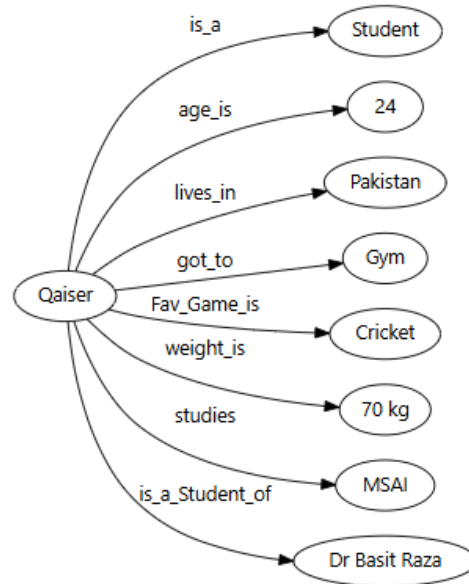 is_a
Student
age_is
24
lives_in
Pakistan
got_to
Gym
Qaiser
Fav_Game_is
Cricket
weight_is
70 kg
studies
MSAI
is_a_Student_of
Dr Basit Raza